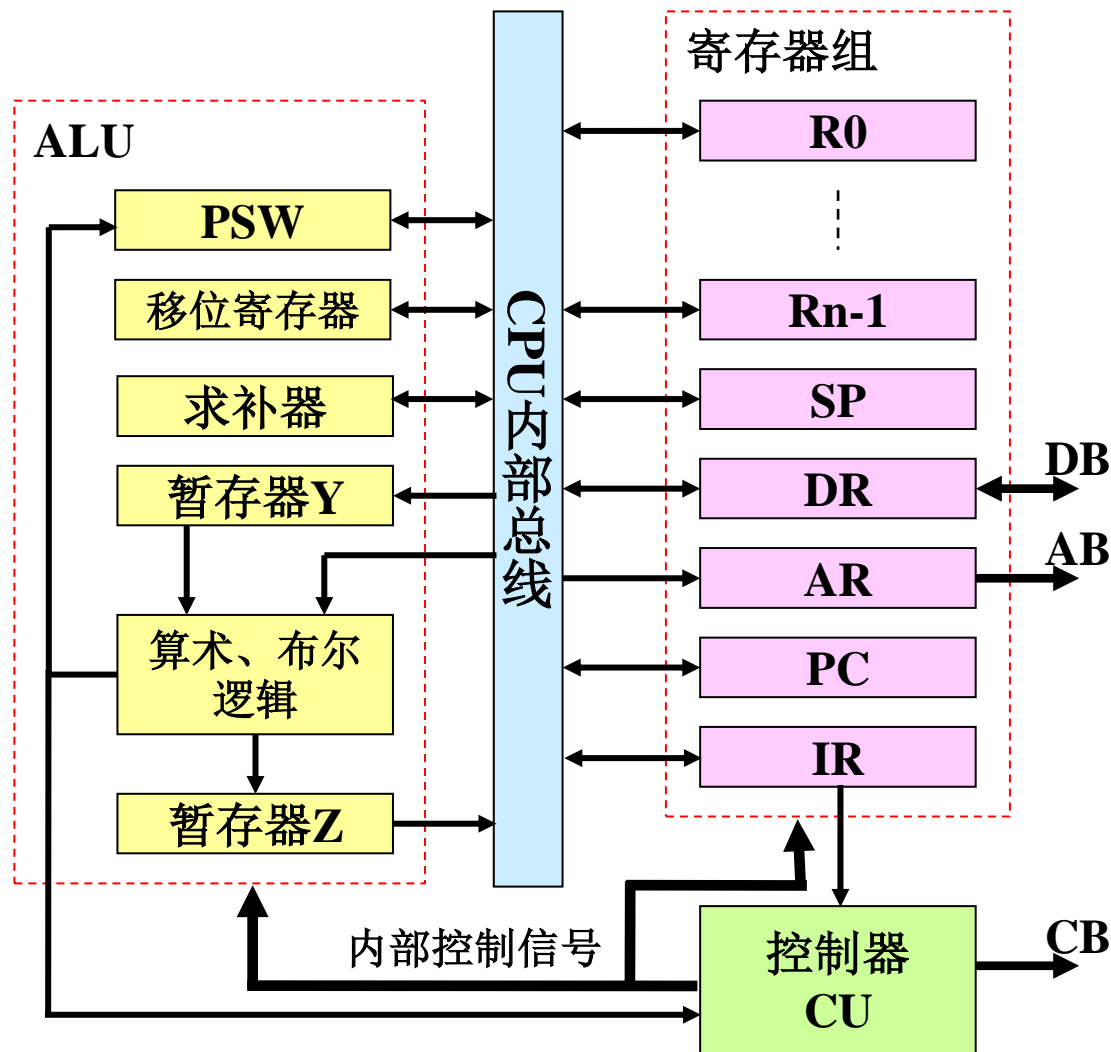 寄存器组
R0
Rn-1
SP
DR
AR
PC
IR
ALU
PSW
移位寄存器
求补器
暂存器Y
算术、布尔
逻辑
暂存器Z
CPU内部总线
DB
AB
CB
内部控制信号
控制器
CU